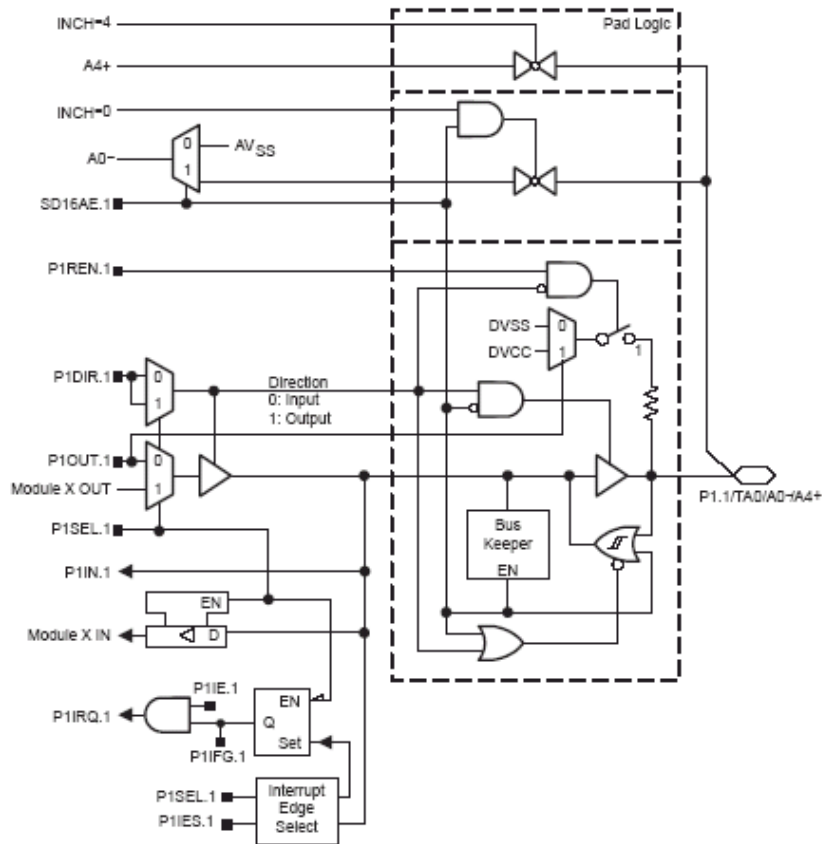 INCH=4
Pad Logic
A4+
INCH=0
0
AVSS
A0−
1
SD16AE.1
P1REN.1
DVSS
0
DVCC
1
1
P1DIR.1
0
1
Direction
0: Input
1: Output
P1OUT.1
0
Module X OUT
1
P1.1/TA0/A0−/A4+
P1SEL.1
Bus
Keeper
EN
P1IN.1
EN
Module X IN
D
P1IE.1
P1IRQ.1
EN
Q
Set
P1IFG.1
P1SEL.1
P1IES.1
Interrupt
Edge
Select